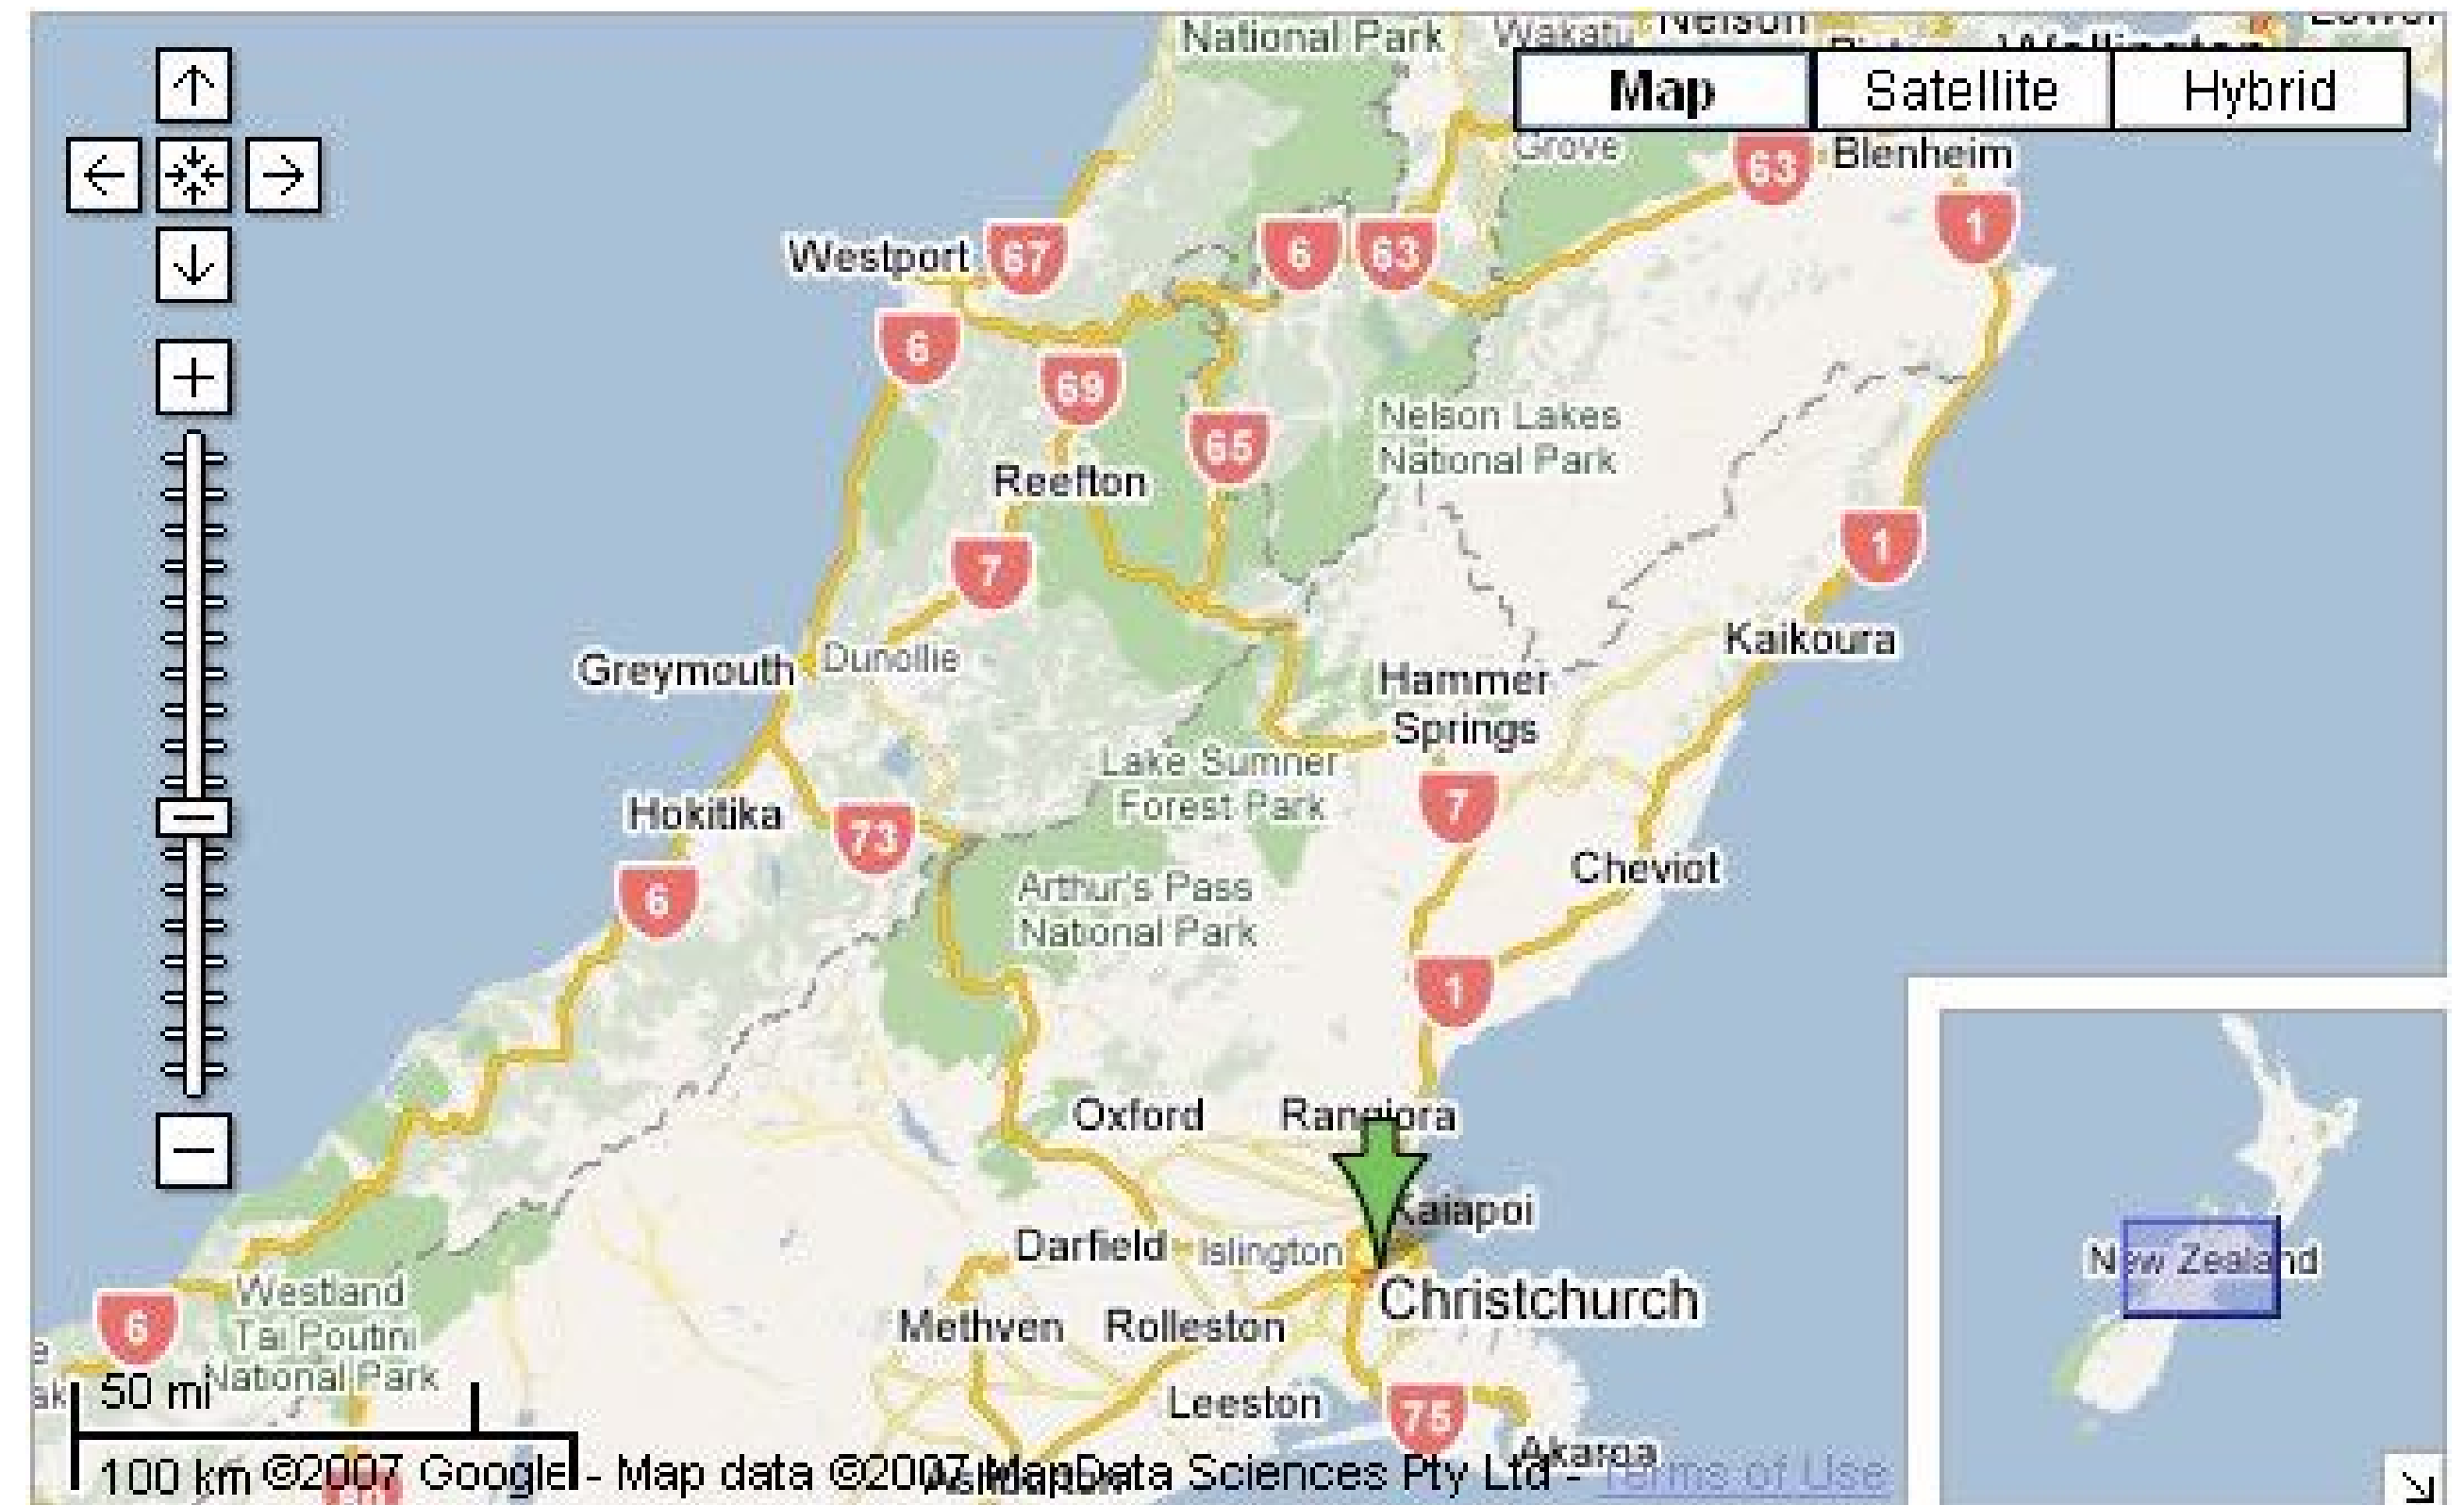 National Park
Wakatu
Nelson
Map
Satellite
Hybrid
Grove
63
Blenheim
1
Westport
67
6
63
6
69
Nelson Lakes
National Park
65
Reefton
7
1
Kaikoura
Greymouth
Dunollie
Hammer
Springs
Lake Sumner
Forest Park
7
Hokitika
73
Cheviot
6
Arthur's Pass
National Park
1
Oxford
Rangiora
Kaiapoi
Darfield
Islington
New Zealand
Christchurch
Westland
Tai Poutini
National Park
6
Methven
Rolleston
50 mi
Leeston
75
Akaroa
100 km
©2007 Google - Map data ©2007 MapData Sciences Pty Ltd - Terms of Use